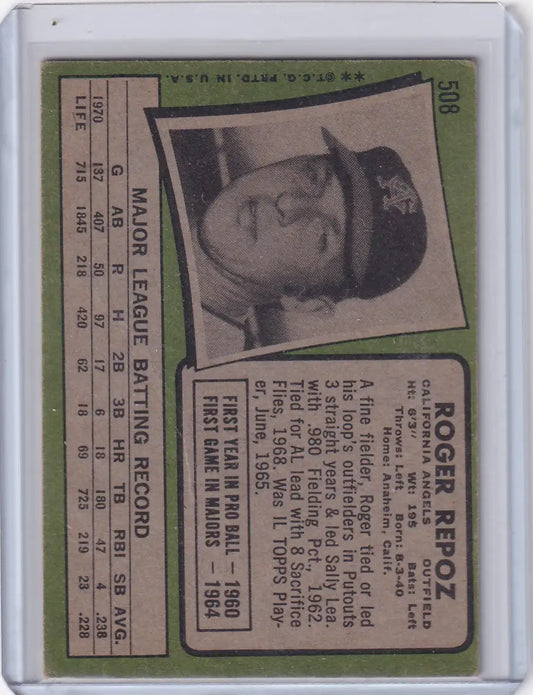 508
ROGER REPOZ
CALIFORNIA ANGELS OUTFIELD
Ht: 6'3" Wt: 195 Bats: Left
Throws: Left Born: 8-3-40
Home: Anaheim, Calif.
A fine fielder, Roger tied or led
his loop's outfielders in Putouts
3 straight years & led Sally Lea.
with .980 Fielding Pct., 1962.
Tied for AL lead with 8 Sacrifice
Flies, 1968. Was IL TOPPS Play-
er, June, 1965.
FIRST YEAR IN PRO BALL — 1960
FIRST GAME IN MAJORS — 1964
MAJOR LEAGUE BATTING RECORD
G AB R H 2B 3B HR TB RBI SB AVG.
1970 137 407 50 97 17 6 18 180 47 4 .238
LIFE 715 1845 218 420 62 18 69 725 219 23 .228
**©T.C.G. PRTD. IN U.S.A.